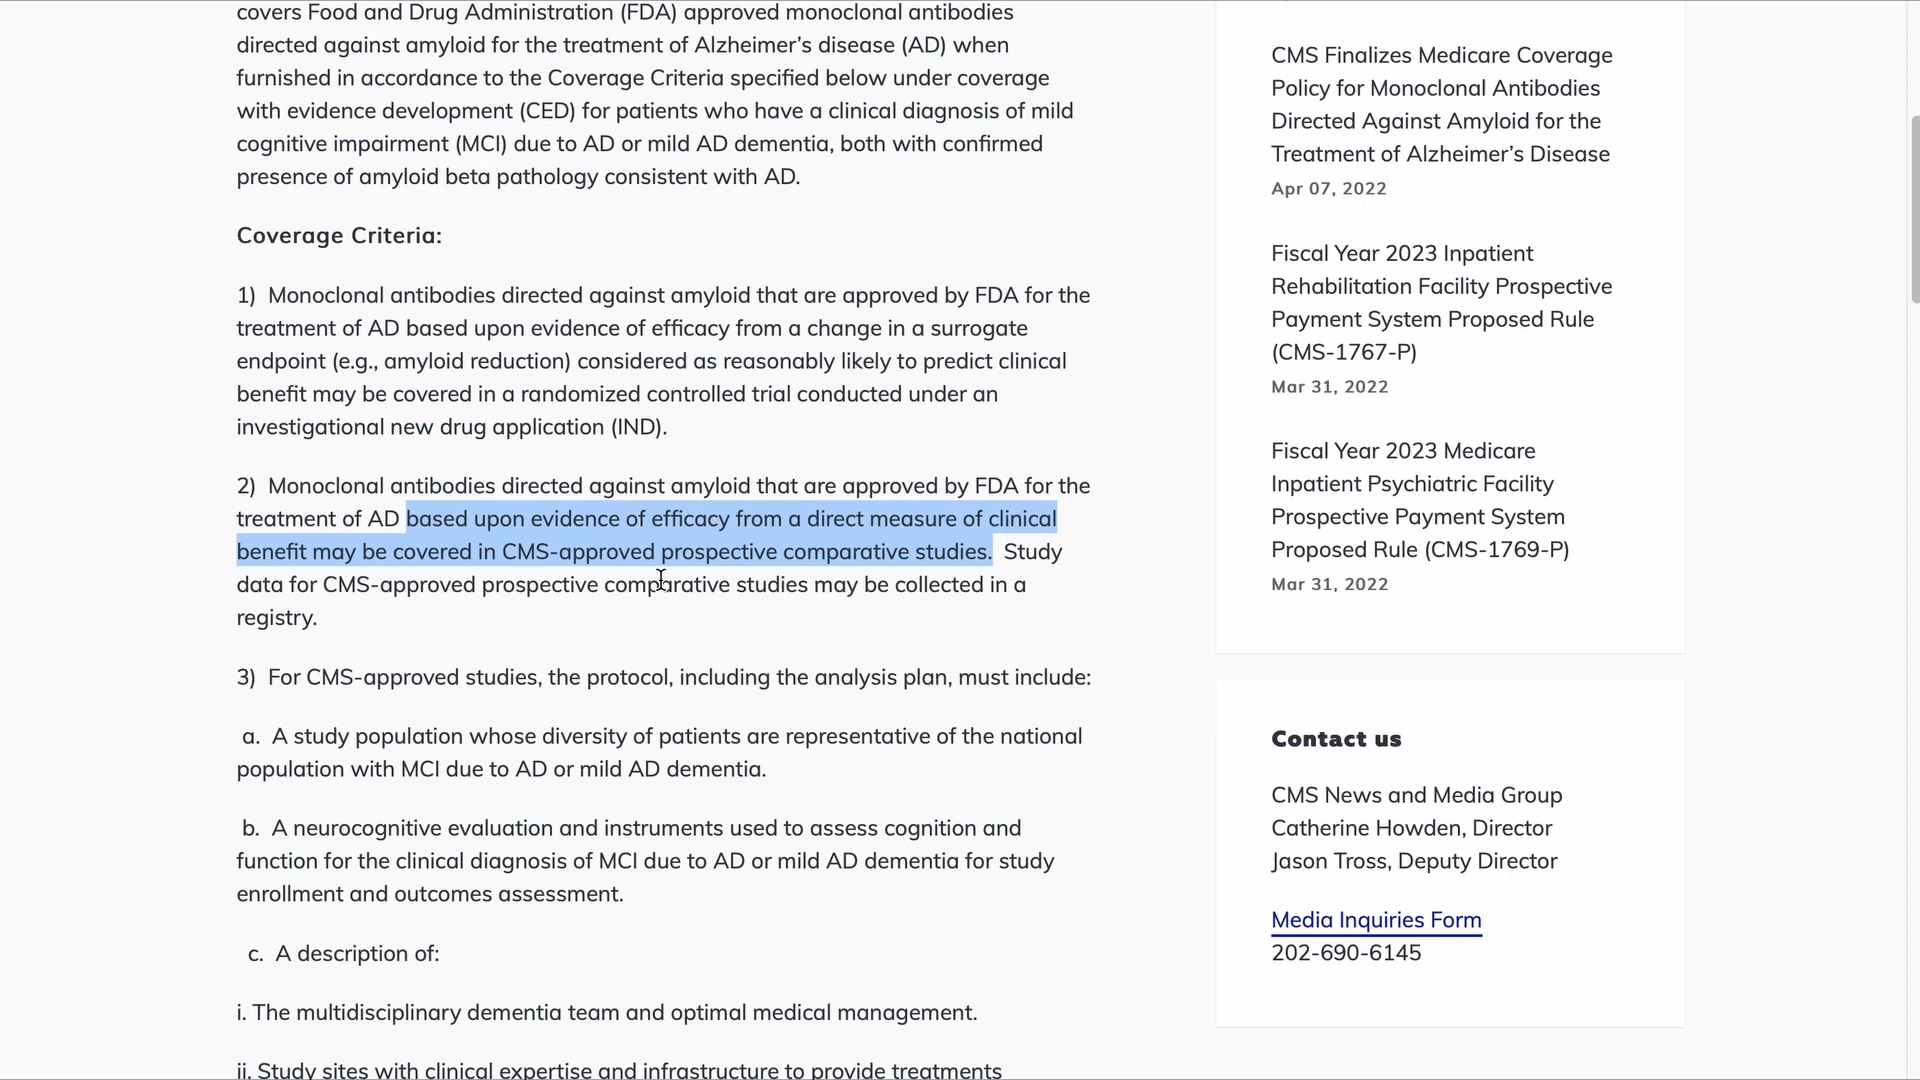 covers Food and Drug Administration (FDA) approved monoclonal antibodies
directed against amyloid for the treatment of Alzheimer’s disease (AD) when
furnished in accordance to the Coverage Criteria specified below under coverage
with evidence development (CED) for patients who have a clinical diagnosis of mild
cognitive impairment (MCI) due to AD or mild AD dementia, both with confirmed
presence of amyloid beta pathology consistent with AD.
Coverage Criteria:
1)  Monoclonal antibodies directed against amyloid that are approved by FDA for the
treatment of AD based upon evidence of efficacy from a change in a surrogate
endpoint (e.g., amyloid reduction) considered as reasonably likely to predict clinical
benefit may be covered in a randomized controlled trial conducted under an
investigational new drug application (IND).
2)  Monoclonal antibodies directed against amyloid that are approved by FDA for the
treatment of AD based upon evidence of efficacy from a direct measure of clinical
benefit may be covered in CMS-approved prospective comparative studies.  Study
data for CMS-approved prospective comparative studies may be collected in a
registry.
3)  For CMS-approved studies, the protocol, including the analysis plan, must include:
a.  A study population whose diversity of patients are representative of the national
population with MCI due to AD or mild AD dementia.
b.  A neurocognitive evaluation and instruments used to assess cognition and
function for the clinical diagnosis of MCI due to AD or mild AD dementia for study
enrollment and outcomes assessment.
c.  A description of:
i. The multidisciplinary dementia team and optimal medical management.
ii. Study sites with clinical expertise and infrastructure to provide treatments
CMS Finalizes Medicare Coverage
Policy for Monoclonal Antibodies
Directed Against Amyloid for the
Treatment of Alzheimer’s Disease
Apr 07, 2022
Fiscal Year 2023 Inpatient
Rehabilitation Facility Prospective
Payment System Proposed Rule
(CMS-1767-P)
Mar 31, 2022
Fiscal Year 2023 Medicare
Inpatient Psychiatric Facility
Prospective Payment System
Proposed Rule (CMS-1769-P)
Mar 31, 2022
Contact us
CMS News and Media Group
Catherine Howden, Director
Jason Tross, Deputy Director
Media Inquiries Form
202-690-6145